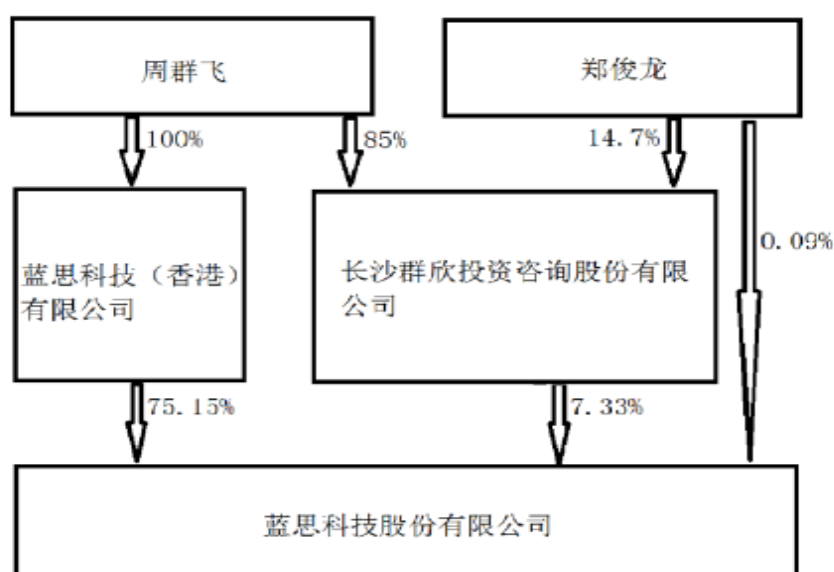 周群飞
郑俊龙
100%
85%
14.7%
0.09%
蓝思科技（香港）
有限公司
长沙群欣投资咨询股份有限
公司
75.15%
7.33%
蓝思科技股份有限公司